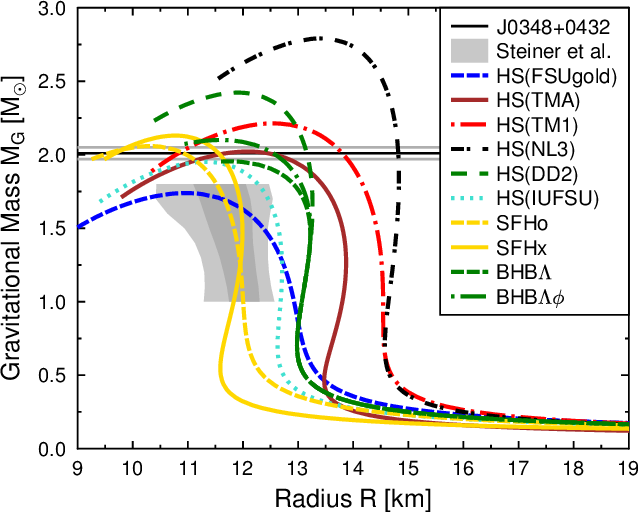 3.0
2.5
2.0
1.5
1.0
0.5
0.0
Gravitational Mass M_G [M_⊙]
J0348+0432
Steiner et al.
HS(FSUgold)
HS(TMA)
HS(TM1)
HS(NL3)
HS(DD2)
HS(IUFSU)
SFHo
SFHx
BHBΛ
BHBΛϕ
9 10 11 12 13 14 15 16 17 18 19
Radius R [km]